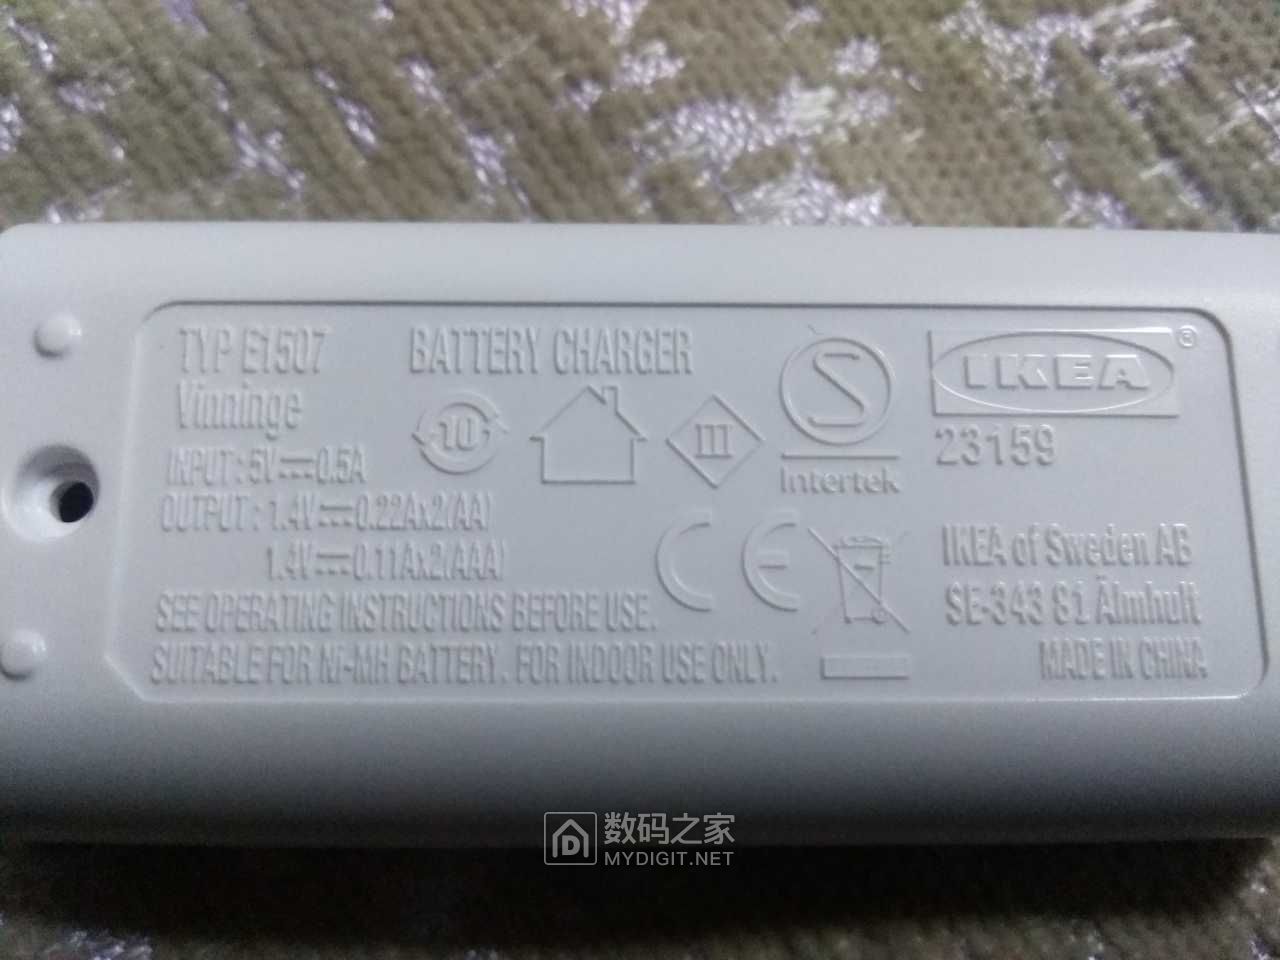 TYP E1507
Vinninge
BATTERY CHARGER
INPUT : 5V⎓0.5A
OUTPUT : 1.4V⎓0.22Ax2(AA)
1.4V⎓0.11Ax2(AAA)
SEE OPERATING INSTRUCTIONS BEFORE USE.
SUITABLE FOR Ni-MH BATTERY. FOR INDOOR USE ONLY.
10
III
S
Intertek
CE
IKEA®
23159
IKEA of Sweden AB
SE-343 81 Älmhult
MADE IN CHINA
数码之家
MYDIGIT.NET